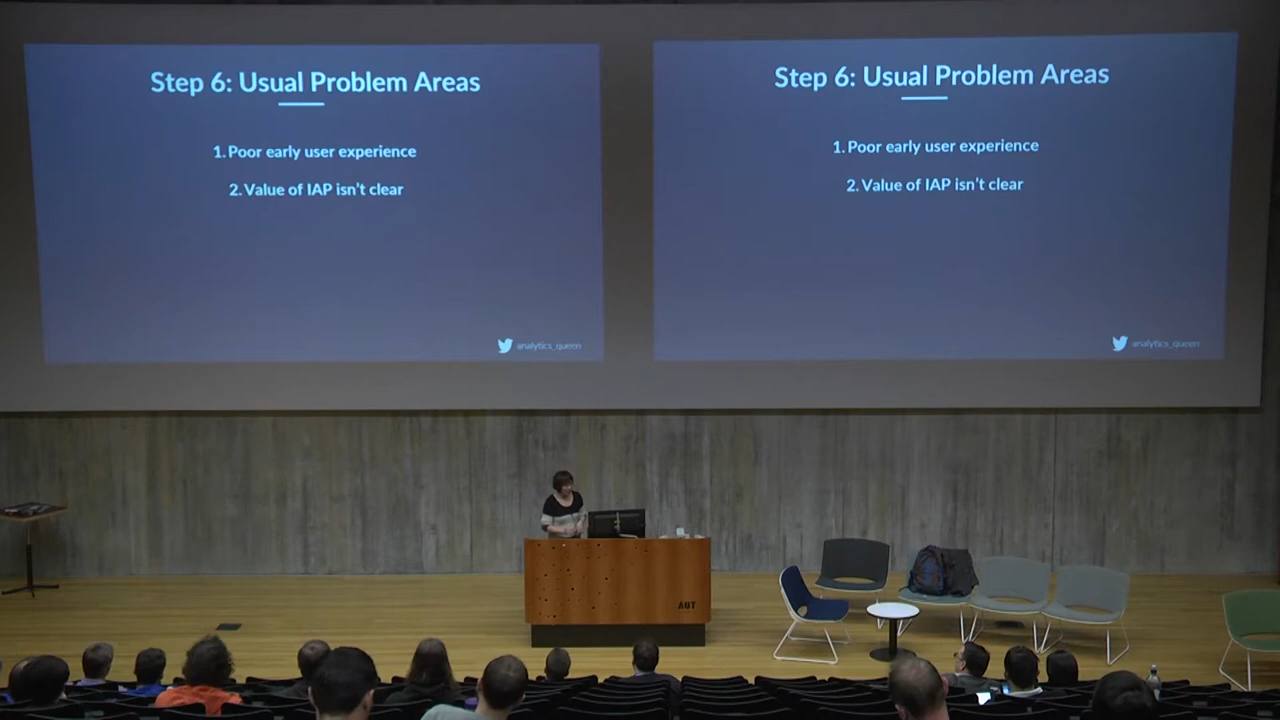 Step 6: Usual Problem Areas
1. Poor early user experience
2. Value of IAP isn't clear
analytics_queen
Step 6: Usual Problem Areas
1. Poor early user experience
2. Value of IAP isn't clear
analytics_queen
AUT